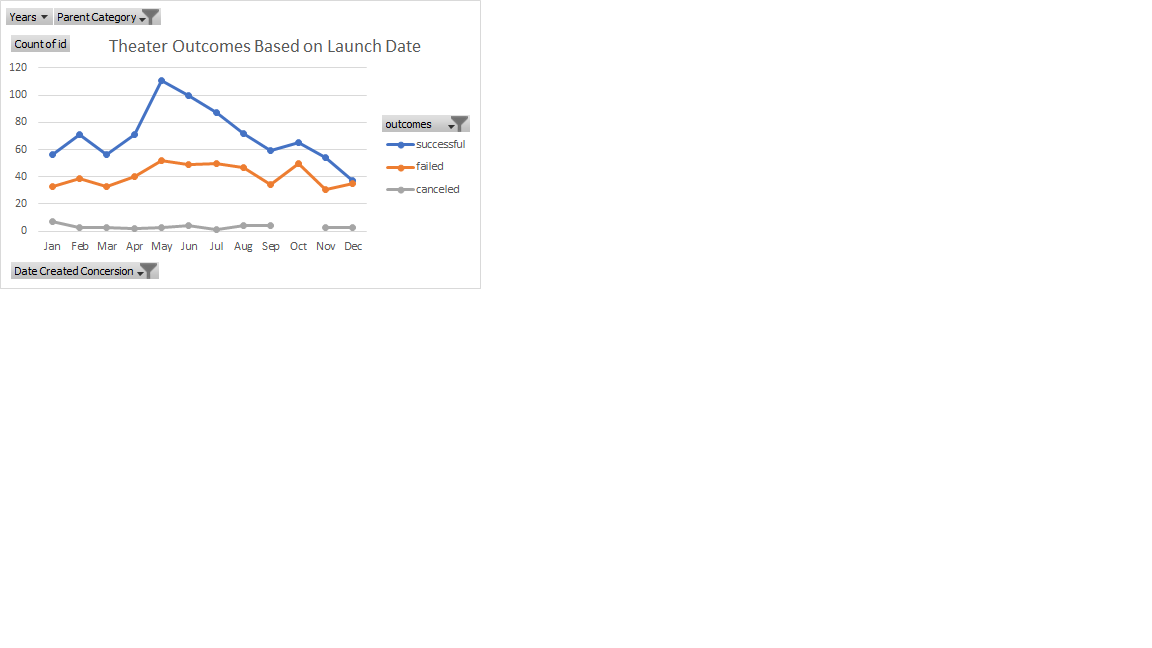 Years Parent Category
Count of id
Theater Outcomes Based on Launch Date
120
100
80
60
40
20
0
Jan Feb Mar Apr May Jun Jul Aug Sep Oct Nov Dec
outcomes
successful
failed
canceled
Date Created Concersion